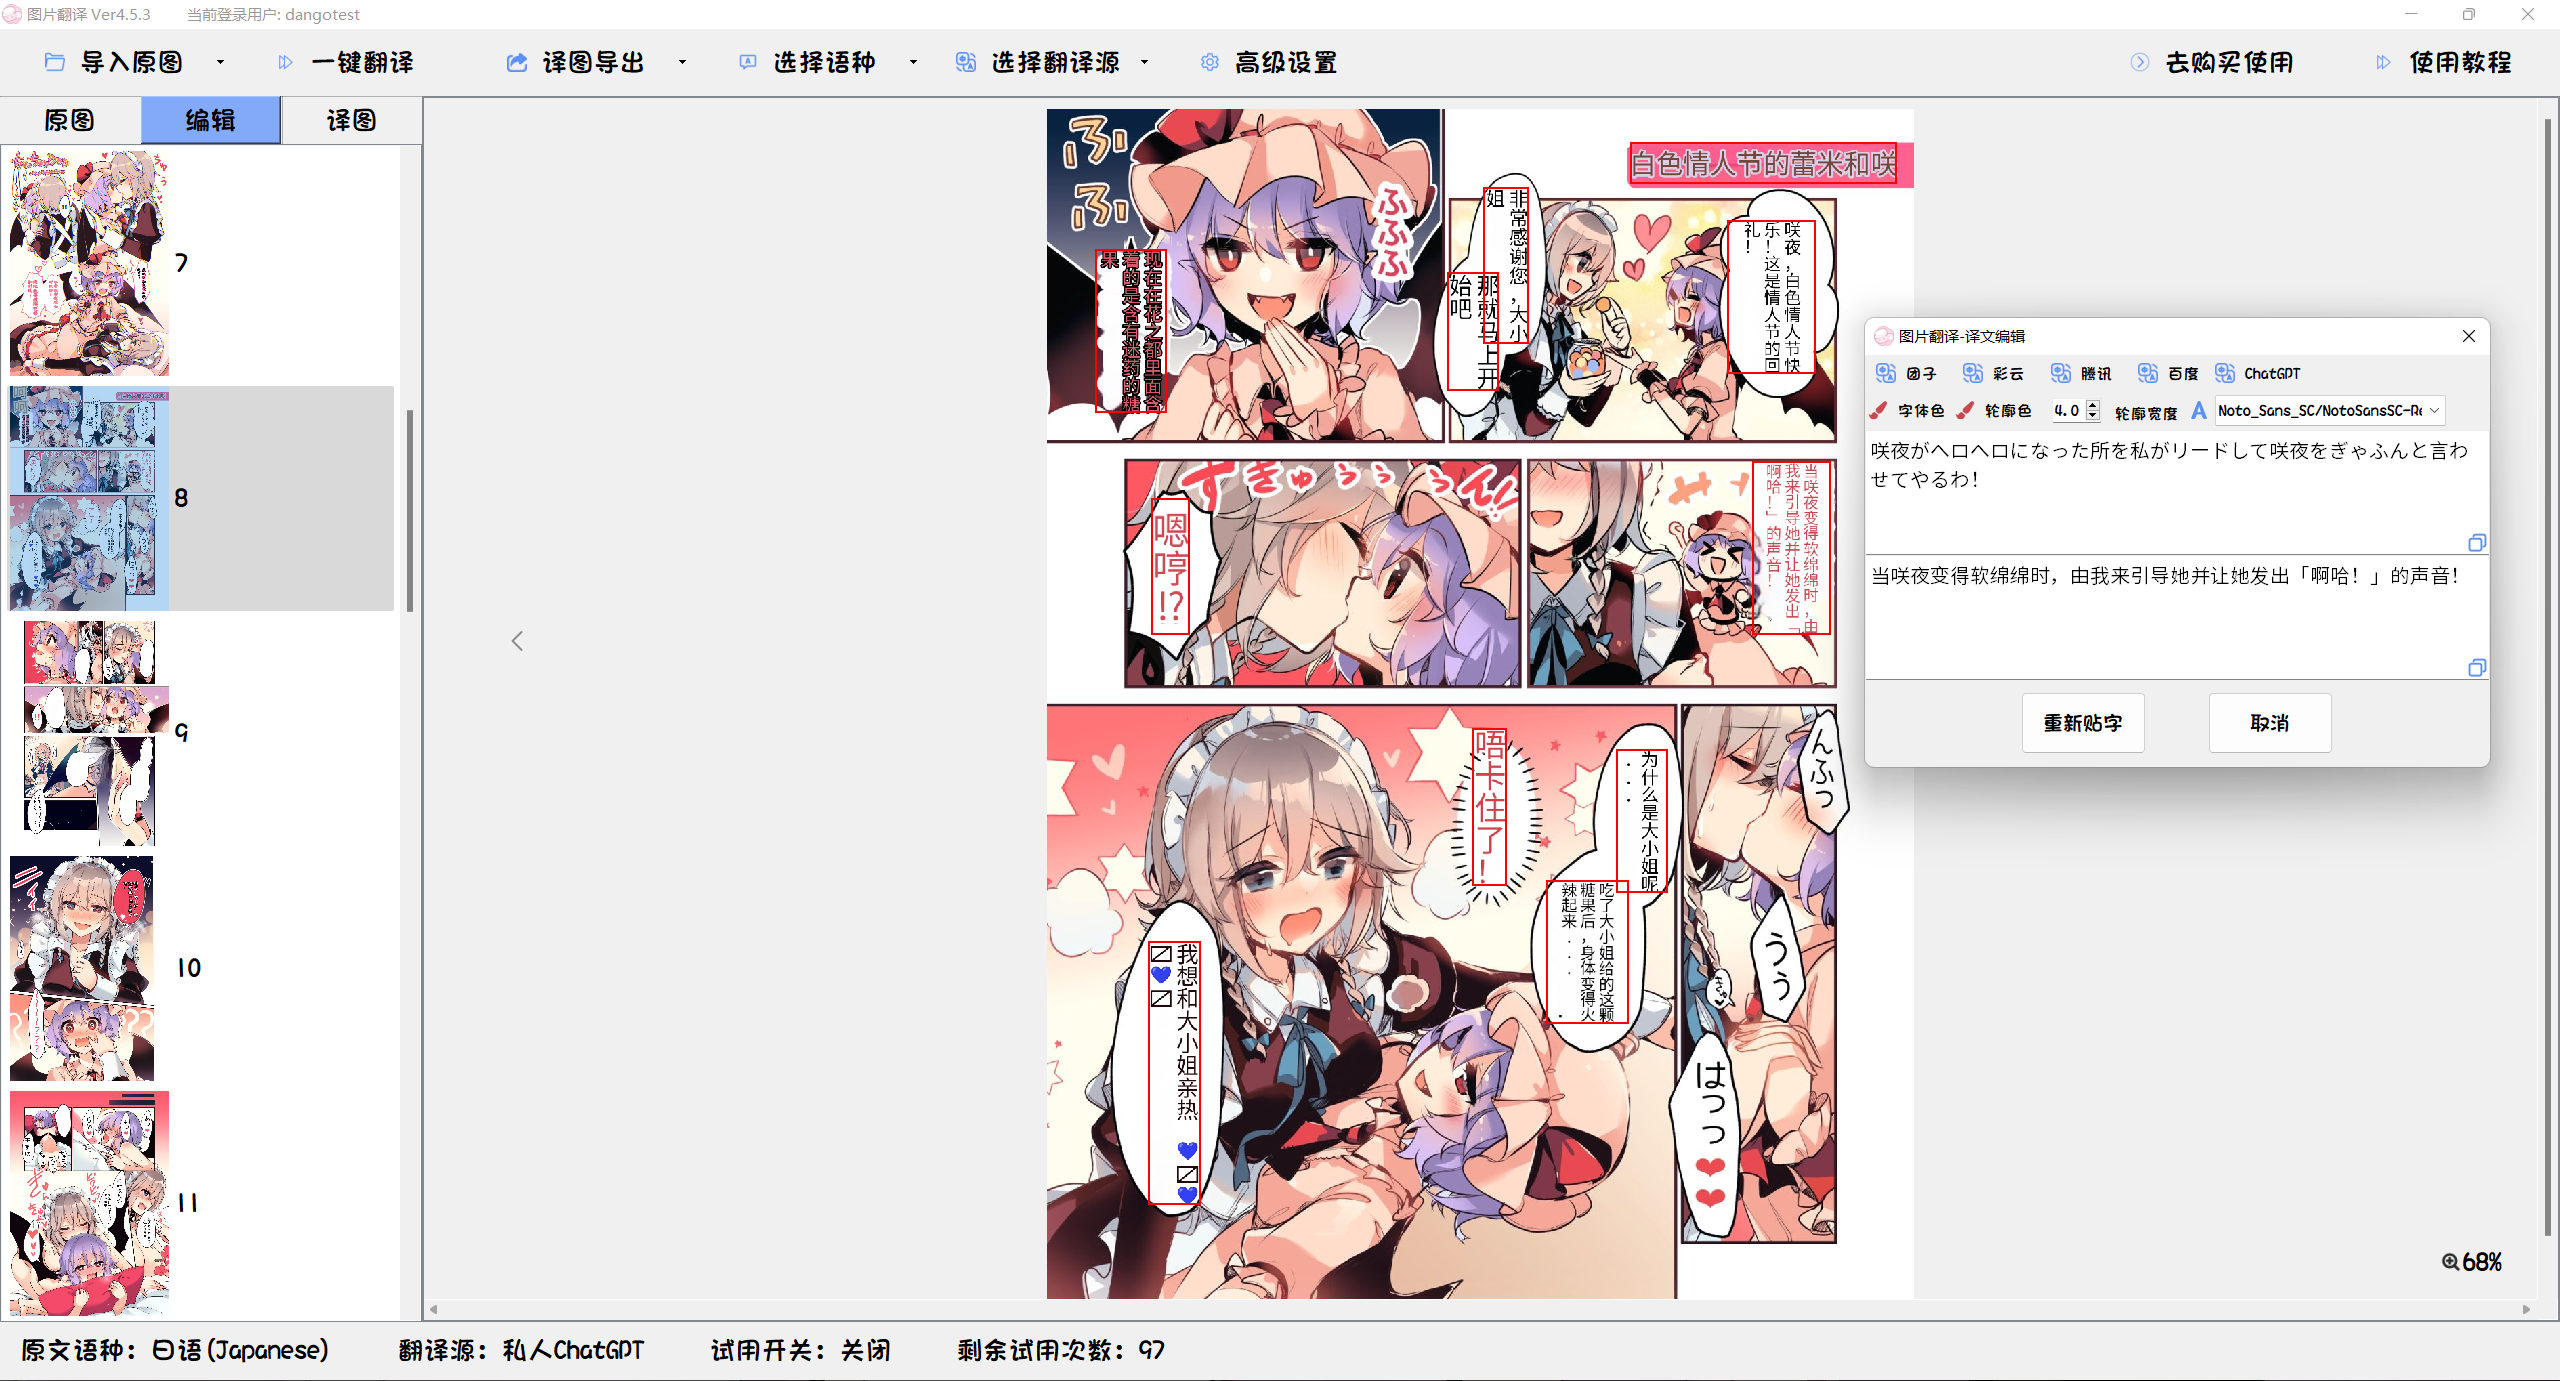 图片翻译 Ver4.5.3
当前登录用户: dangotest
导入原图
一键翻译
译图导出
选择语种
选择翻译源
高级设置
去购买使用
使用教程
原图
编辑
译图
7
8
9
10
11
白色情人节的蕾米和咲
咲夜，白色情人节快
乐！这是情人节的回
礼！
非常感谢您，大小
姐
那就马上开
始吧
ふふ
ふふふ
现在在花之都里面含
着的是含有迷药的糖
果
当咲夜变得软绵绵时，由
我来引导她并让她发出「
啊哈！」的声音！
ずきゅぅぅぅん!!
嗯哼!?
んふっ
うぅ
はっっ❤❤
为什么是大小姐呢
...
吃了大小姐给的这颗
糖果后，身体变得火
辣起来....
唔卡住了！
我想和大小姐亲热 💙〼💙
〼💙〼
图片翻译-译文编辑
团子
彩云
腾讯
百度
ChatGPT
字体色
轮廓色
4.0
轮廓宽度
A
Noto_Sans_SC/NotoSansSC-Re
咲夜がヘロヘロになった所を私がリードして咲夜をぎゃふんと言わ
せてやるわ！
当咲夜变得软绵绵时，由我来引导她并让她发出「啊哈！」的声音！
重新贴字
取消
68%
原文语种：日语(Japanese)
翻译源：私人ChatGPT
试用开关：关闭
剩余试用次数：97